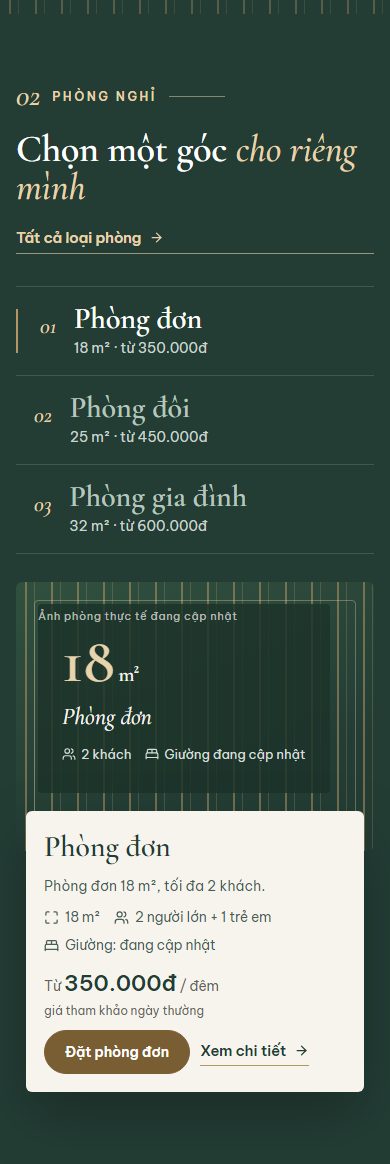 02 PHÒNG NGHỈ
Chọn một góc cho riêng
mình
Tất cả loại phòng →
01 Phòng đơn
18 m² · từ 350.000đ
02 Phòng đôi
25 m² · từ 450.000đ
03 Phòng gia đình
32 m² · từ 600.000đ
Ảnh phòng thực tế đang cập nhật
18 m²
Phòng đơn
2 khách Giường đang cập nhật
Phòng đơn
Phòng đơn 18 m², tối đa 2 khách.
18 m² 2 người lớn + 1 trẻ em
Giường: đang cập nhật
Từ 350.000đ / đêm
giá tham khảo ngày thường
Đặt phòng đơn Xem chi tiết →